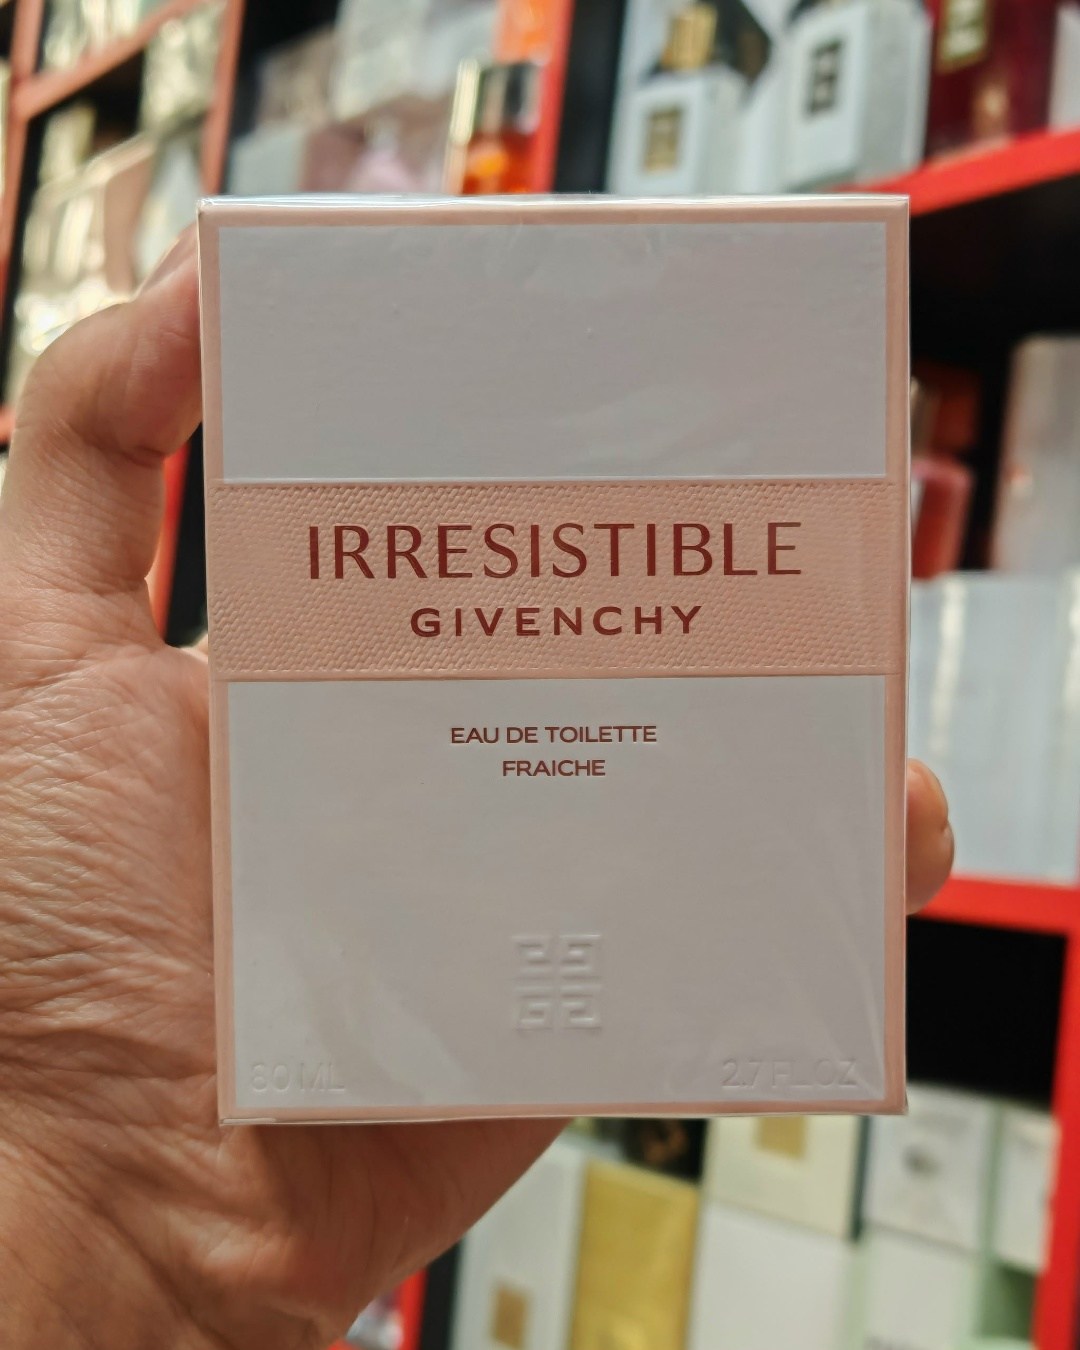 IRRESISTIBLE
GIVENCHY
EAU DE TOILETTE
FRAICHE
80 ML
2.7 FL.OZ